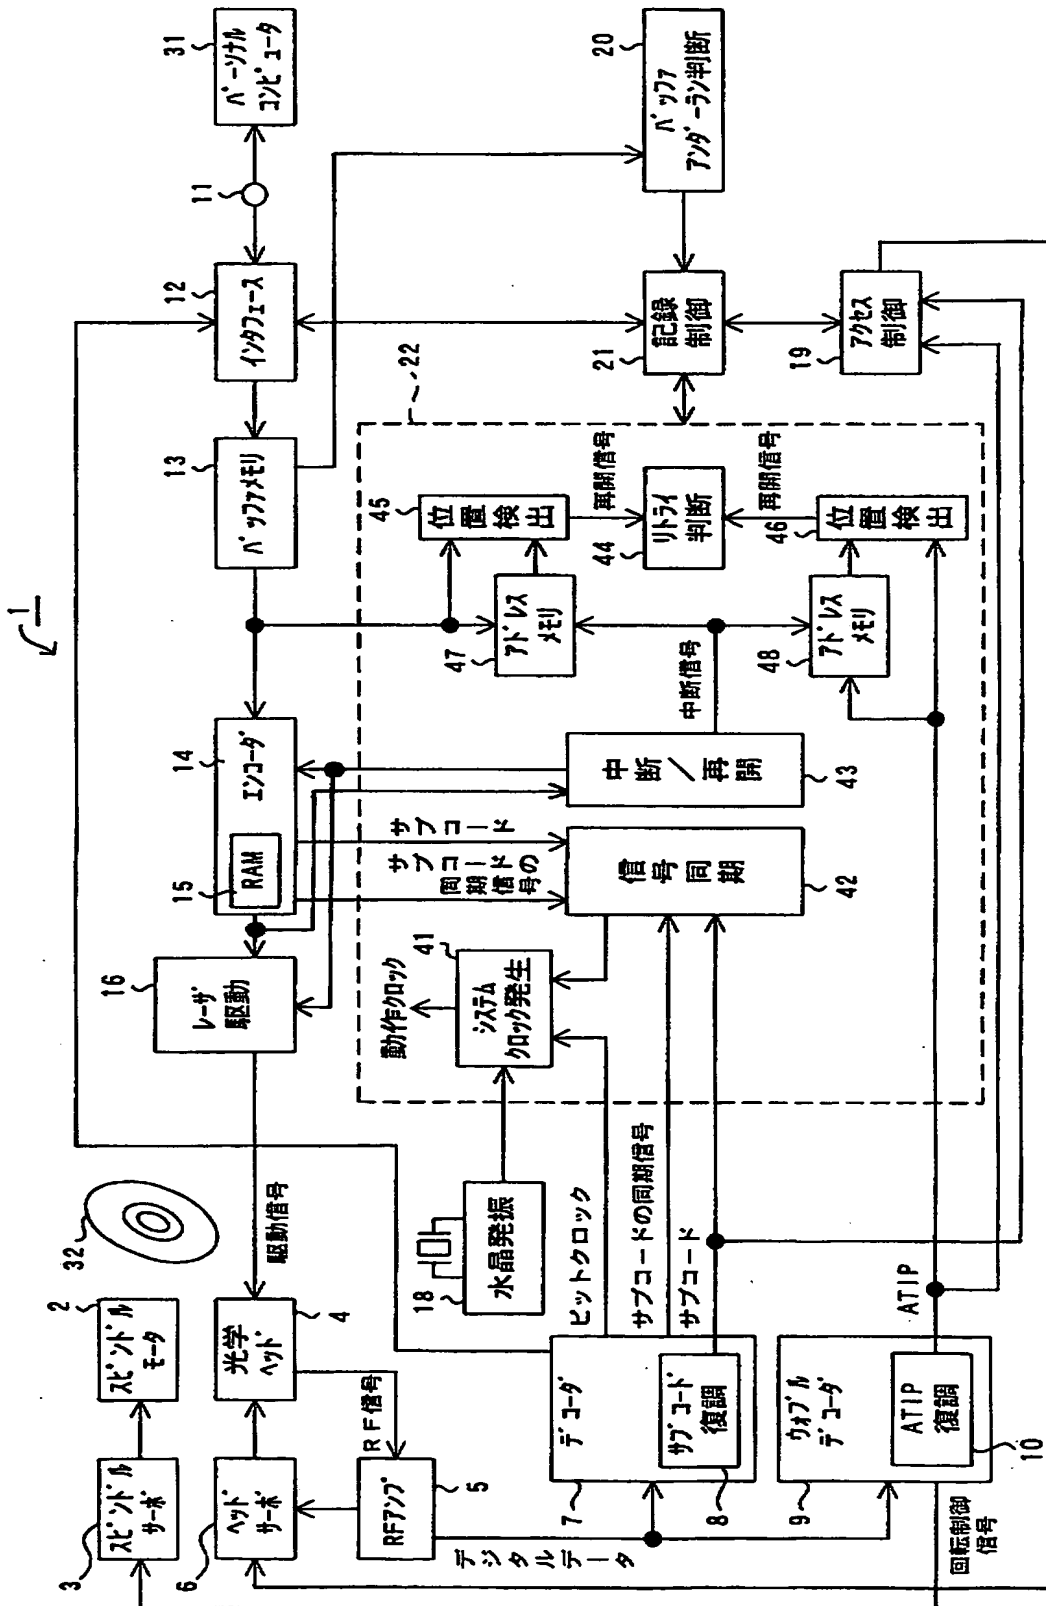 1
32
スピンドル
モータ
2
スピンドル
サーボ
3
光学
ヘッド
4
ヘッド
サーボ
6
RFアンプ
5
RF信号
駆動信号
デジタルデータ
レーザ
駆動
16
エンコーダ
14
RAM
15
バッファメモリ
13
インタフェース
12
11
パーソナル
コンピュータ
31
バッファ
アンダーラン判断
20
記録
制御
21
アクセス
制御
19
22
位置検出
45
再開信号
リトライ
判断
44
再開信号
位置検出
46
アドレス
メモリ
47
アドレス
メモリ
48
中断信号
中断/再開
43
サブコード
サブコード
同期信号の
信号同期
42
システム
クロック発生
41
動作クロック
水晶発振
18
ビットクロック
サブコードの同期信号
サブコード
デコーダ
7
サブコード
復調
8
ウォブル
デコーダ
9
ATIP
復調
10
ATIP
回転制御
信号